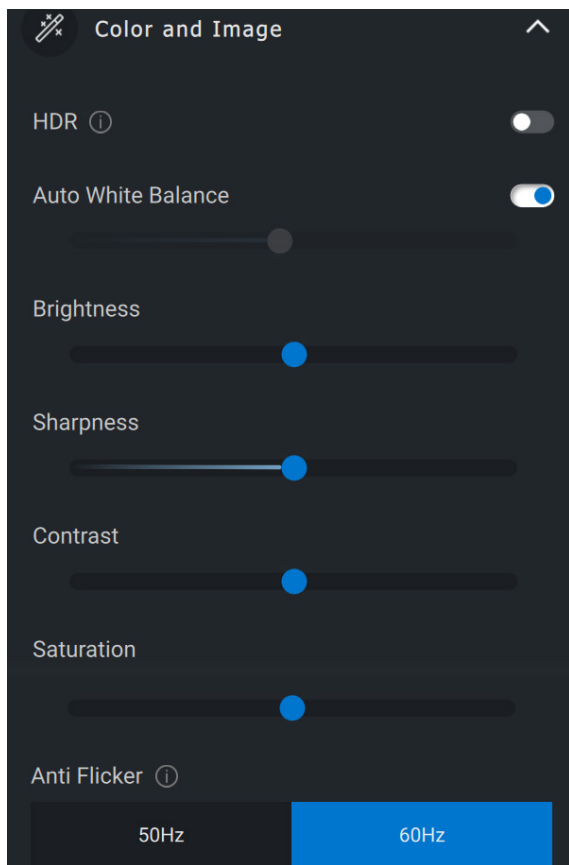 Color and Image
HDR
Auto White Balance
Brightness
Sharpness
Contrast
Saturation
Anti Flicker
50Hz 60Hz